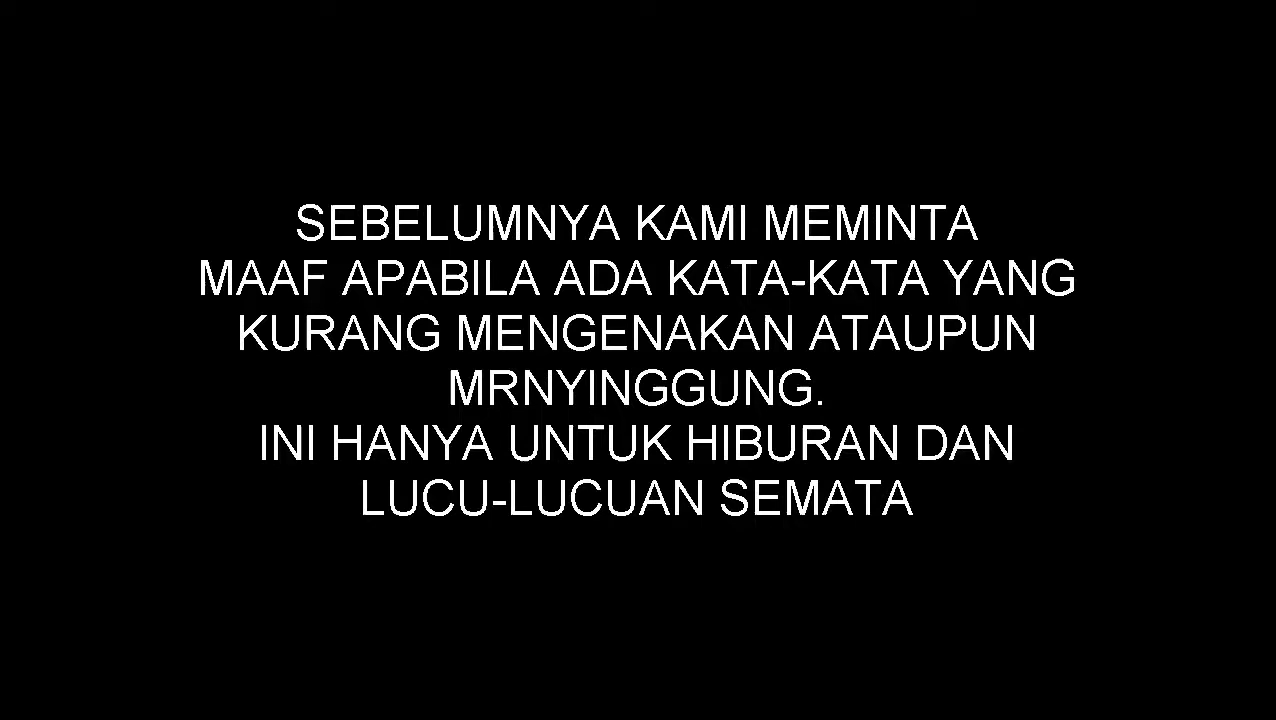 SEBELUMNYA KAMI MEMINTA
MAAF APABILA ADA KATA-KATA YANG
KURANG MENGENAKAN ATAUPUN
MRNYINGGUNG.
INI HANYA UNTUK HIBURAN DAN
LUCU-LUCUAN SEMATA